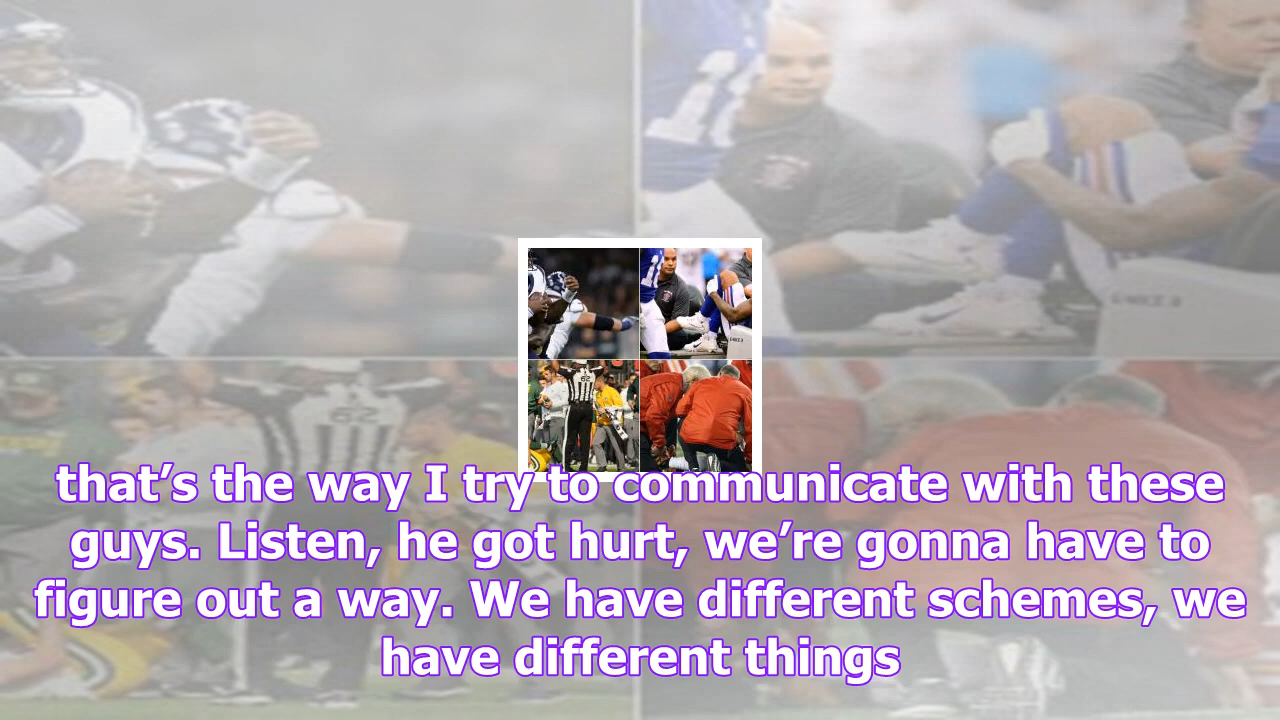 62
that’s the way I try to communicate with these
guys. Listen, he got hurt, we’re gonna have to
figure out a way. We have different schemes, we
have different things